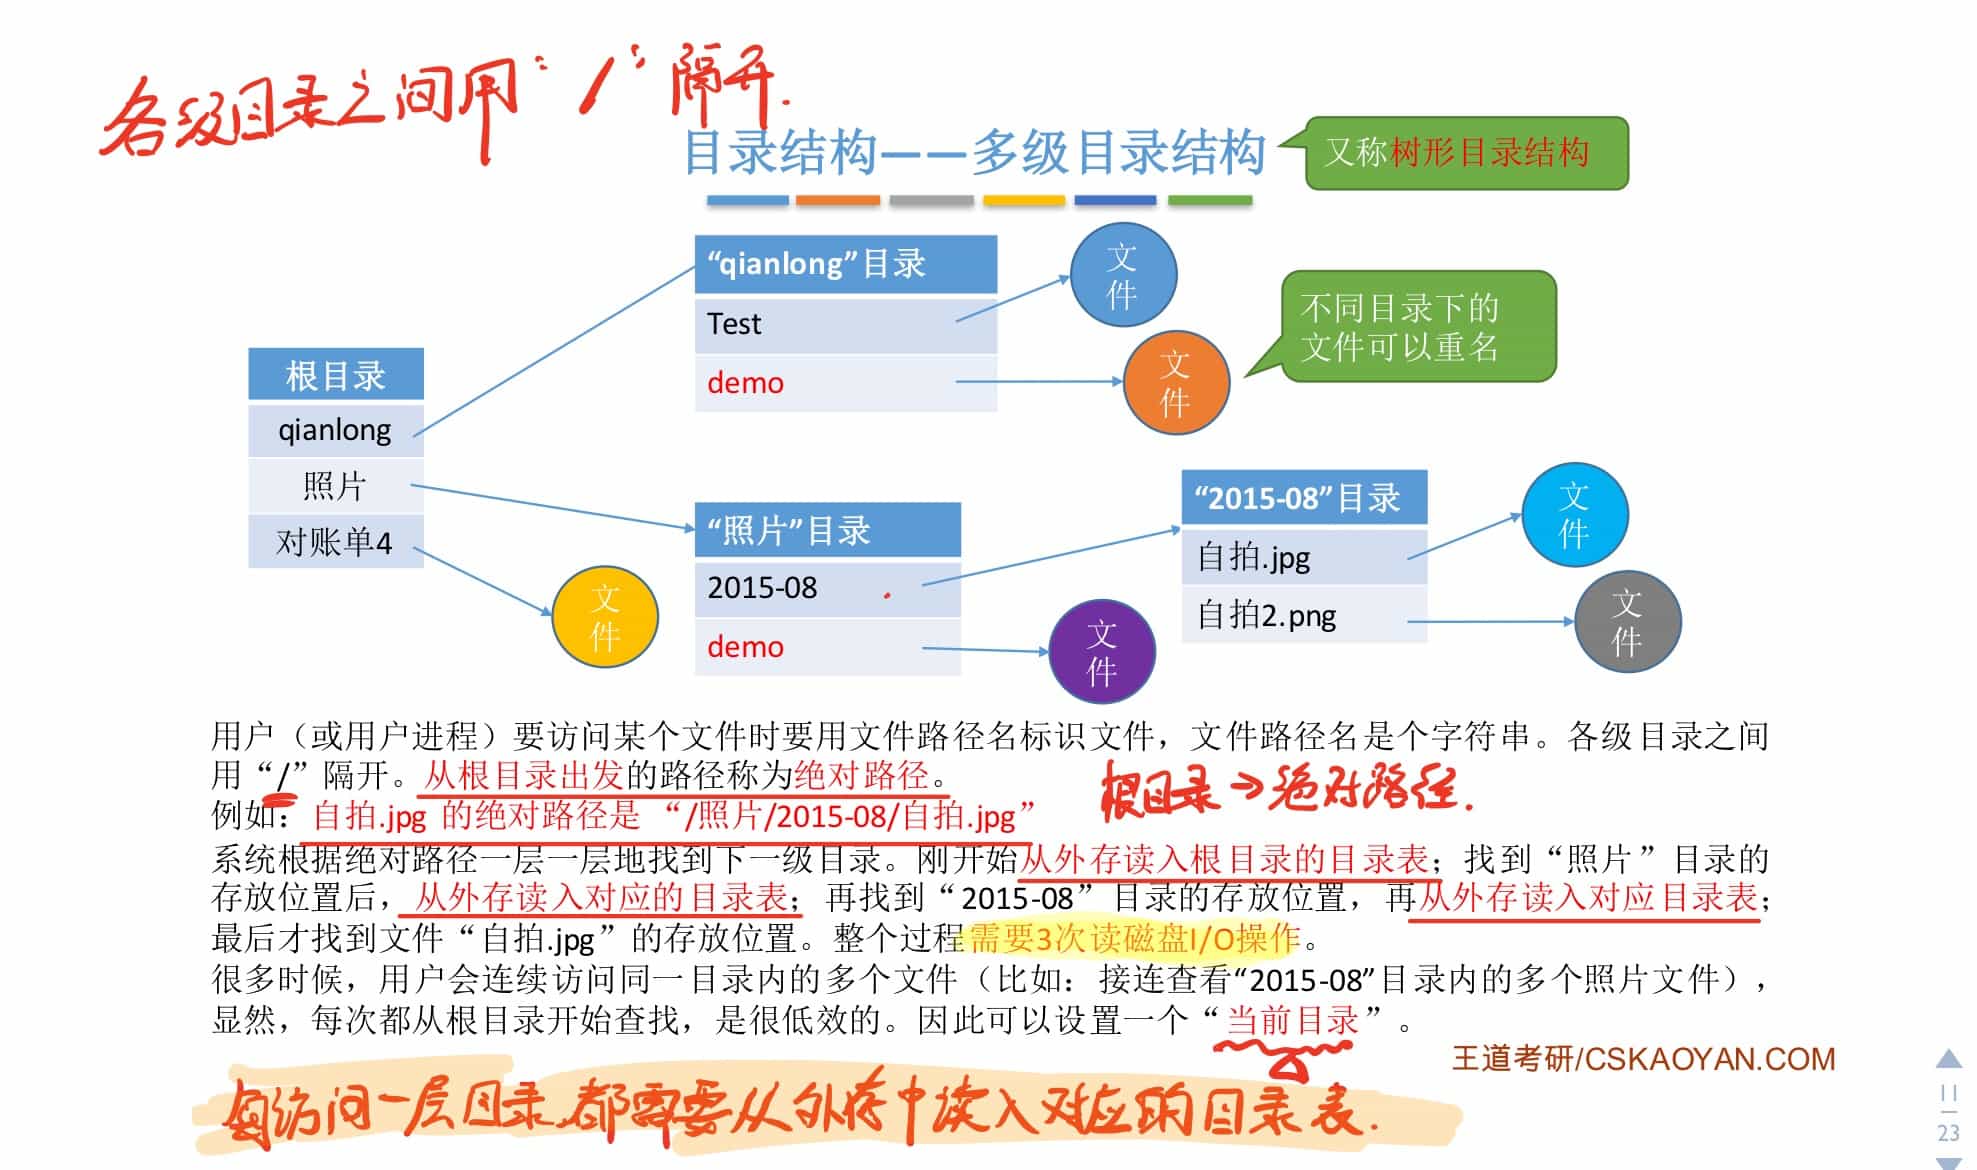 各级目录之间用“/”隔开.
目录结构——多级目录结构
又称树形目录结构
“qianlong”目录
Test
demo
文件
文件
不同目录下的
文件可以重名
根目录
qianlong
照片
对账单4
文件
“照片”目录
2015-08
demo
文件
“2015-08”目录
自拍.jpg
自拍2.png
文件
文件
用户（或用户进程）要访问某个文件时要用文件路径名标识文件，文件路径名是个字符串。各级目录之间
用“/”隔开。从根目录出发的路径称为绝对路径。
根目录→绝对路径.
例如：自拍.jpg 的绝对路径是 “/照片/2015-08/自拍.jpg”
系统根据绝对路径一层一层地找到下一级目录。刚开始从外存读入根目录的目录表；找到“照片”目录的
存放位置后，从外存读入对应的目录表；再找到“2015-08”目录的存放位置，再从外存读入对应目录表；
最后才找到文件“自拍.jpg”的存放位置。整个过程需要3次读磁盘I/O操作。
很多时候，用户会连续访问同一目录内的多个文件（比如：接连查看“2015-08”目录内的多个照片文件），
显然，每次都从根目录开始查找，是很低效的。因此可以设置一个“当前目录”。
王道考研/CSKAOYAN.COM
每访问一层目录,都需要从外存中读入对应的目录表.
11
23